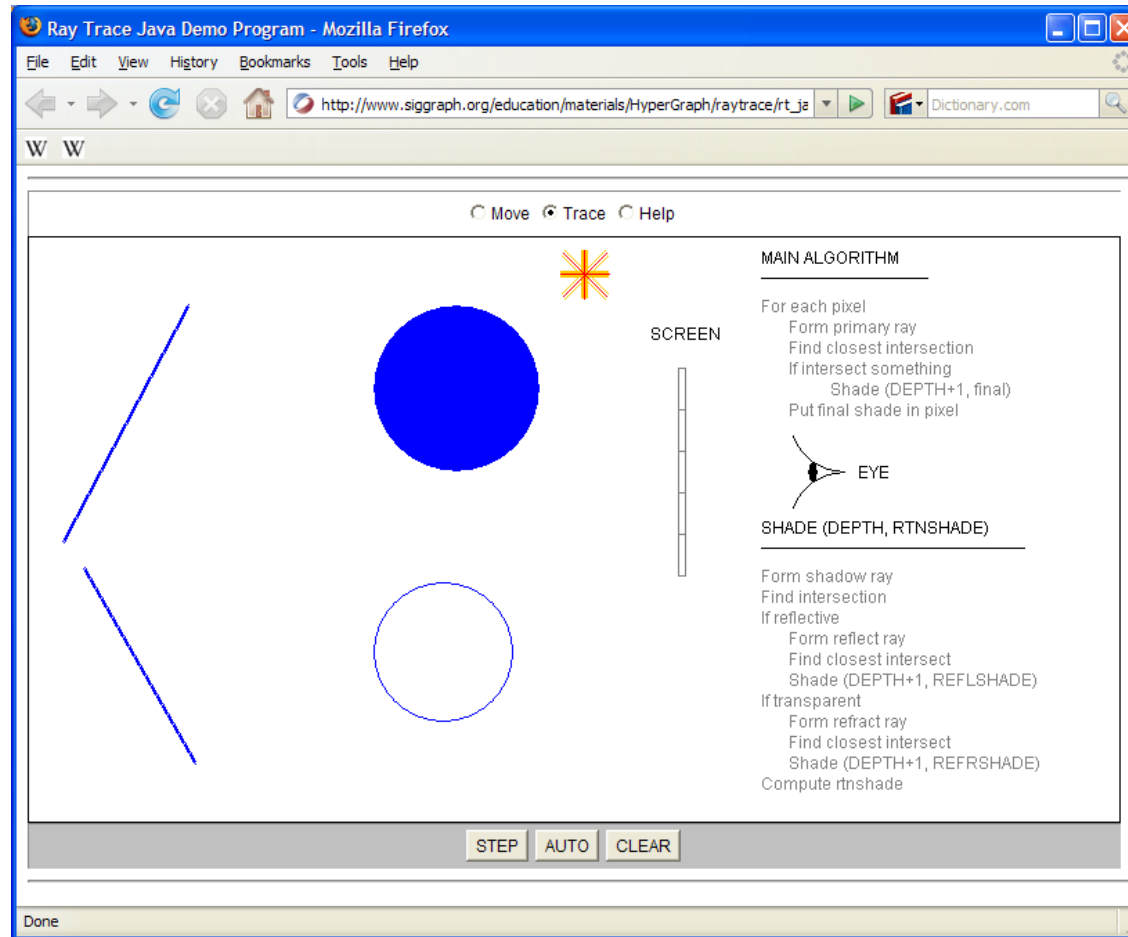 Ray Trace Java Demo Program - Mozilla Firefox
File Edit View History Bookmarks Tools Help
http://www.siggraph.org/education/materials/HyperGraph/raytrace/rt_ja
Dictionary.com
W W
Move Trace Help
MAIN ALGORITHM
For each pixel
Form primary ray
Find closest intersection
If intersect something
Shade (DEPTH+1, final)
Put final shade in pixel
SCREEN
EYE
SHADE (DEPTH, RTNSHADE)
Form shadow ray
Find intersection
If reflective
Form reflect ray
Find closest intersect
Shade (DEPTH+1, REFLSHADE)
If transparent
Form refract ray
Find closest intersect
Shade (DEPTH+1, REFRSHADE)
Compute rtnshade
STEP AUTO CLEAR
Done